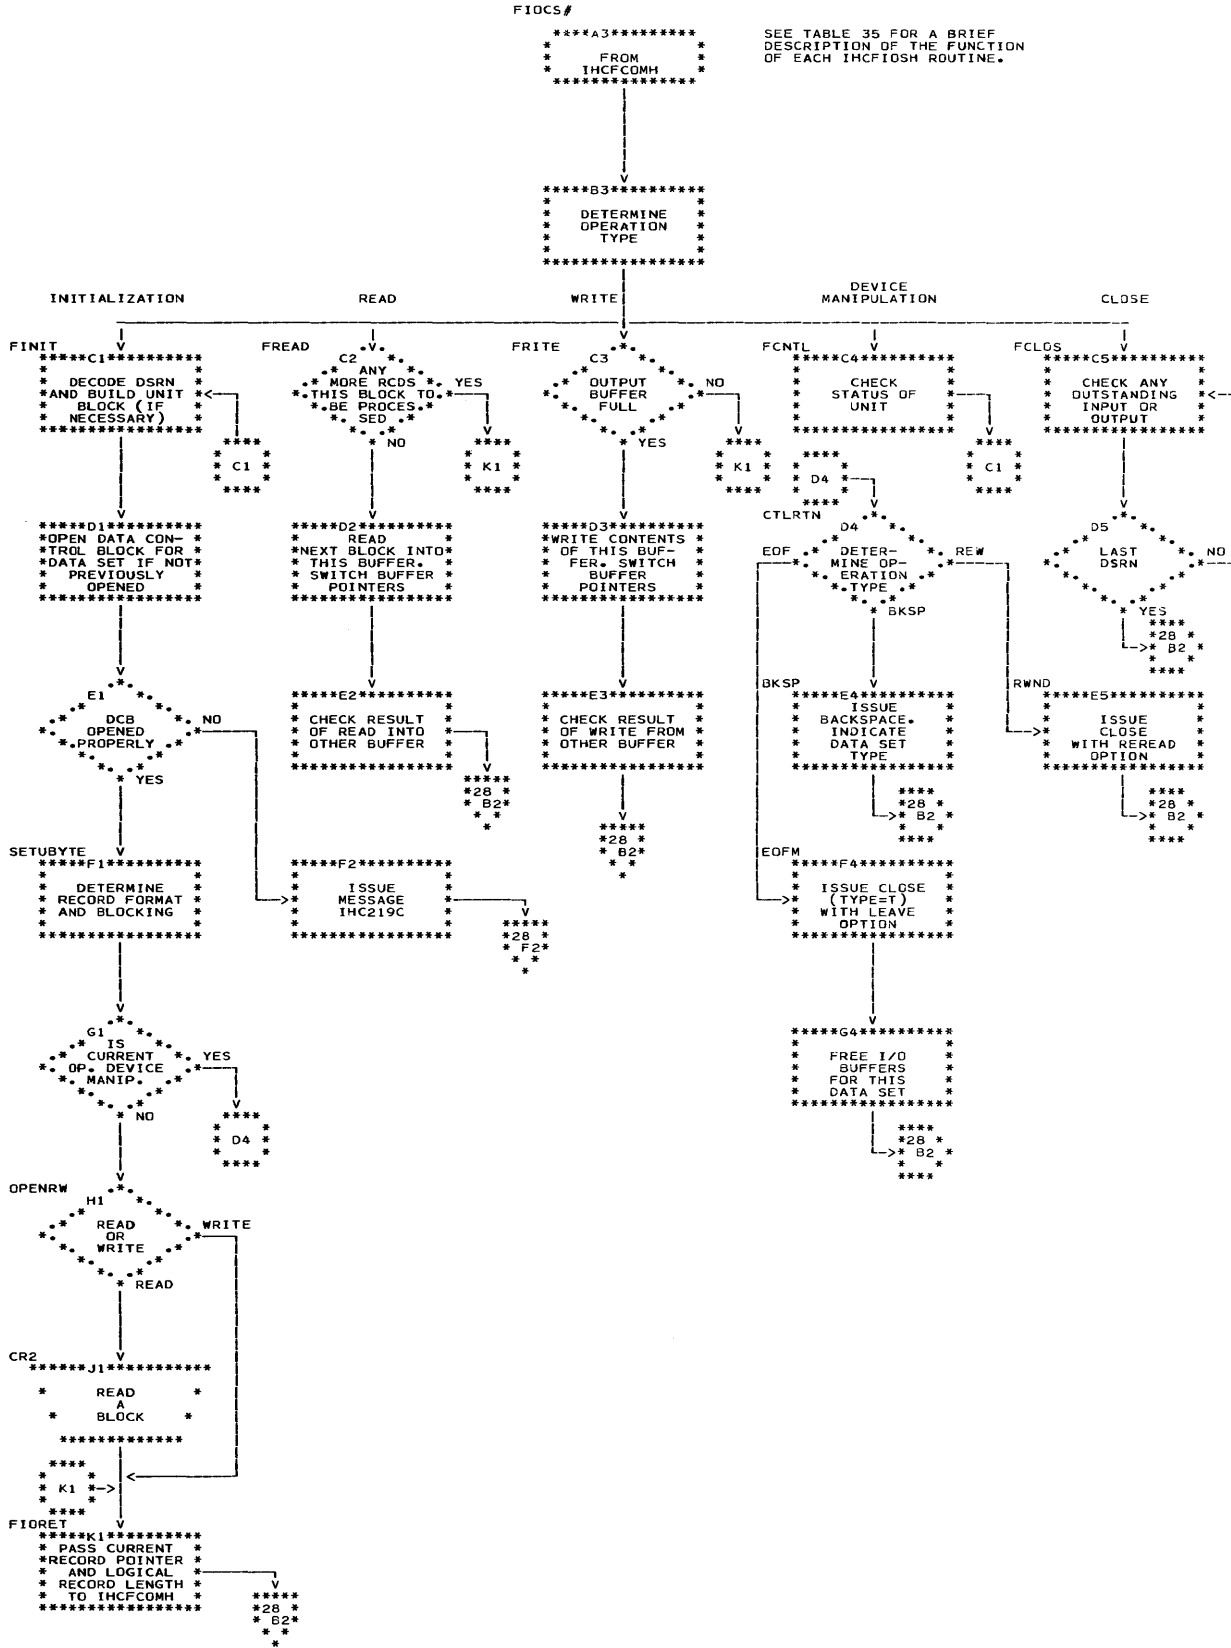 FIOCS#
A3
FROM
IHCFCOMH
SEE TABLE 35 FOR A BRIEF
DESCRIPTION OF THE FUNCTION
OF EACH IHCFIOSH ROUTINE.
B3
DETERMINE
OPERATION
TYPE
INITIALIZATION
READ
WRITE
DEVICE
MANIPULATION
CLOSE
FINIT
C1
DECODE DSRN
AND BUILD UNIT
BLOCK (IF
NECESSARY)
C1
FREAD
C2
ANY
MORE RCDS
THIS BLOCK TO
BE PROCES
SED
YES
NO
K1
FRITE
C3
OUTPUT
BUFFER
FULL
NO
YES
K1
FCNTL
C4
CHECK
STATUS OF
UNIT
C1
FCLOS
C5
CHECK ANY
OUTSTANDING
INPUT OR
OUTPUT
D1
OPEN DATA CON-
TROL BLOCK FOR
DATA SET IF NOT
PREVIOUSLY
OPENED
D2
READ
NEXT BLOCK INTO
THIS BUFFER.
SWITCH BUFFER
POINTERS
D3
WRITE CONTENTS
OF THIS BUF-
FER. SWITCH
BUFFER
POINTERS
D4
CTLRTN
D4
DETER-
MINE OP-
ERATION
TYPE
EOF
REW
BKSP
D5
LAST
DSRN
NO
YES
28
B2
E1
DCB
OPENED
PROPERLY
NO
YES
E2
CHECK RESULT
OF READ INTO
OTHER BUFFER
28
B2
E3
CHECK RESULT
OF WRITE FROM
OTHER BUFFER
28
B2
BKSP
E4
ISSUE
BACKSPACE.
INDICATE
DATA SET
TYPE
28
B2
RWND
E5
ISSUE
CLOSE
WITH REREAD
OPTION
28
B2
SETUBYTE
F1
DETERMINE
RECORD FORMAT
AND BLOCKING
F2
ISSUE
MESSAGE
IHC219C
28
F2
EOFM
F4
ISSUE CLOSE
(TYPE=T)
WITH LEAVE
OPTION
G1
IS
CURRENT
OP. DEVICE
MANIP.
YES
NO
D4
G4
FREE I/O
BUFFERS
FOR THIS
DATA SET
28
B2
OPENRW
H1
READ
OR
WRITE
WRITE
READ
CR2
J1
READ
A
BLOCK
K1
FIORET
K1
PASS CURRENT
RECORD POINTER
AND LOGICAL
RECORD LENGTH
TO IHCFCOMH
28
B2